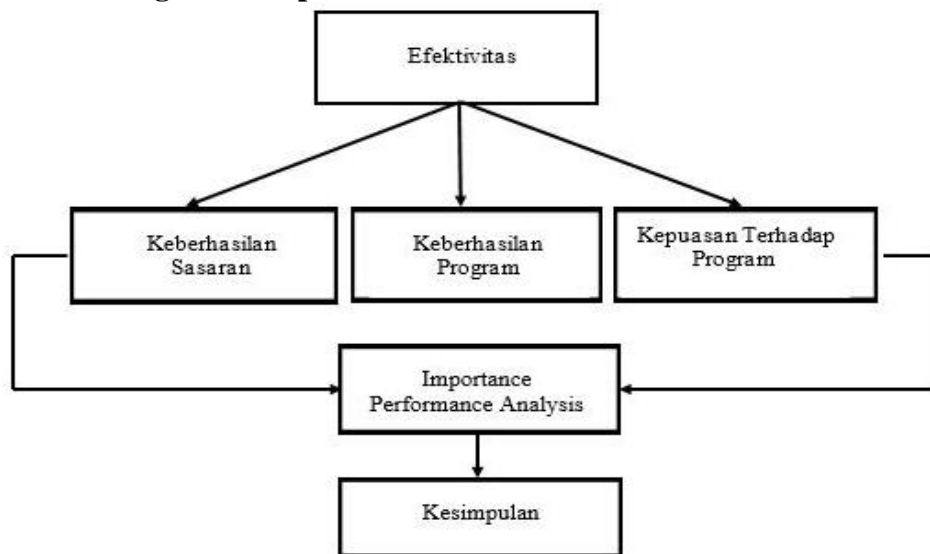 Efektivitas
Keberhasilan
Sasaran
Keberhasilan
Program
Kepuasan Terhadap
Program
Importance
Performance Analysis
Kesimpulan